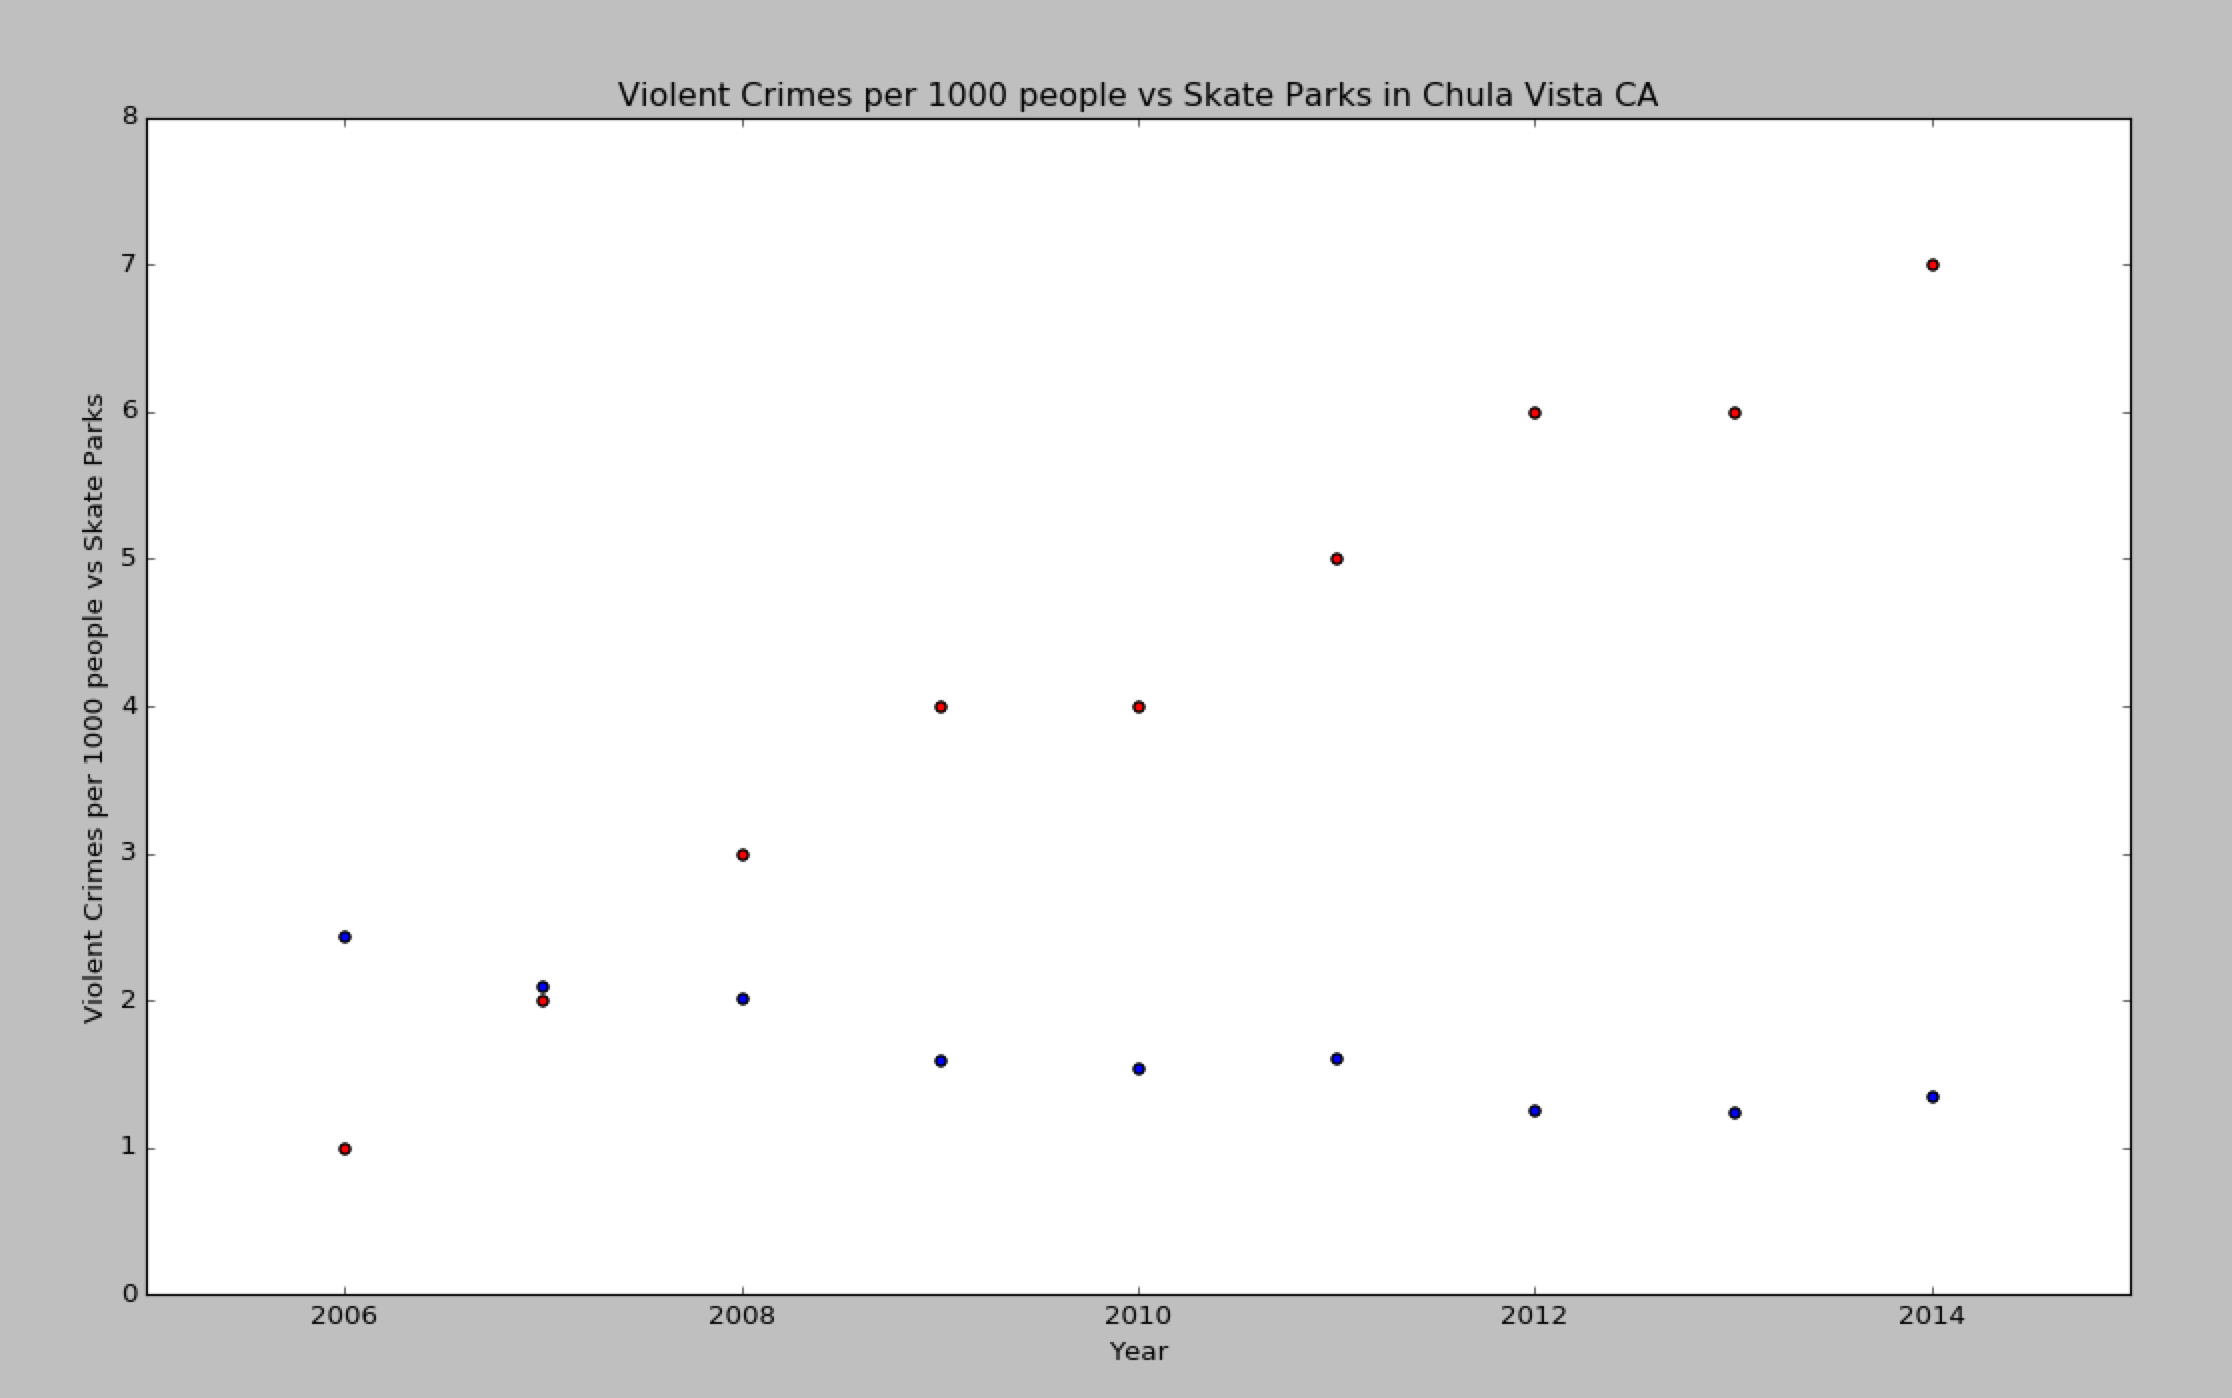 Violent Crimes per 1000 people vs Skate Parks in Chula Vista CA
8
7
6
5
4
3
2
1
0
Violent Crimes per 1000 people vs Skate Parks
2006 2008 2010 2012 2014
Year